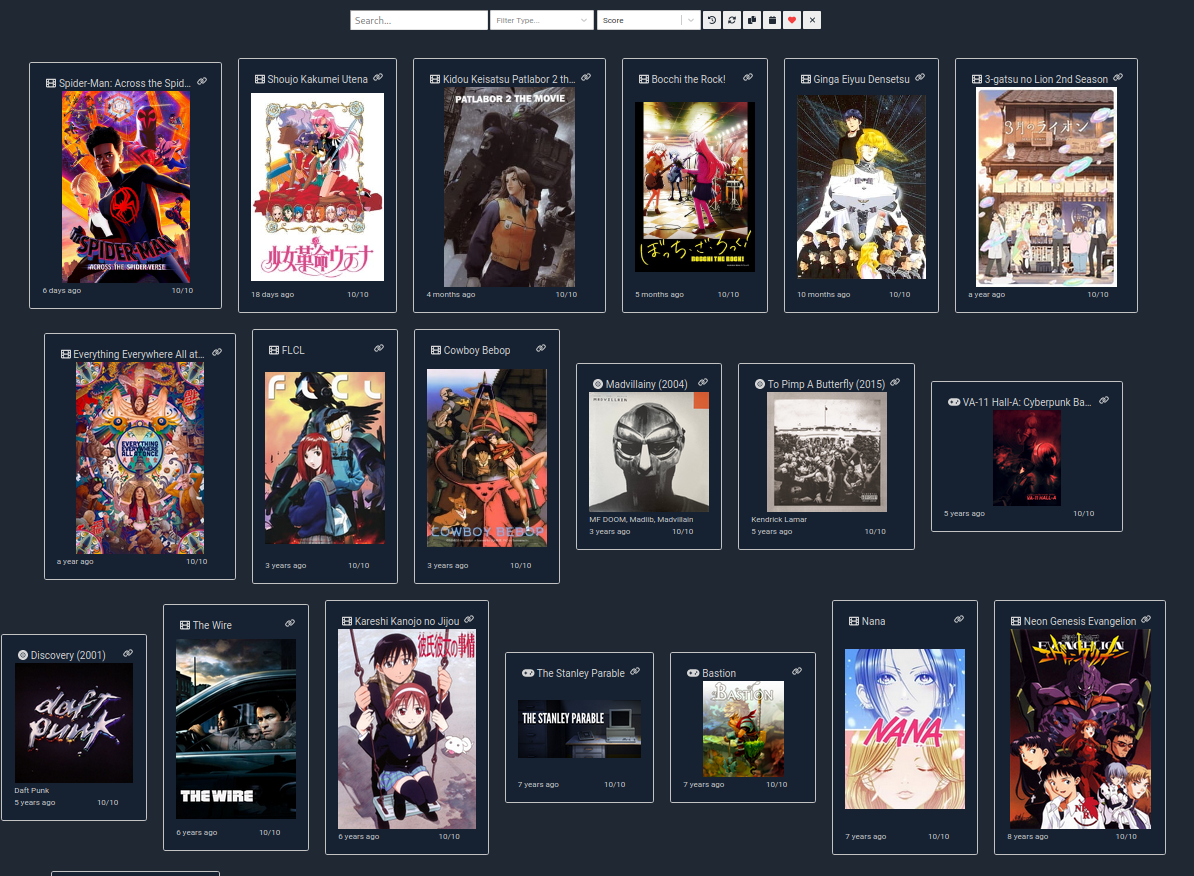 Search...
Filter Type...
Score
Spider-Man: Across the Spid...
SPIDER-MAN
ACROSS THE SPIDER-VERSE
6 days ago
10/10
Shoujo Kakumei Utena
少女革命ウテナ
18 days ago
10/10
Kidou Keisatsu Patlabor 2 th...
PATLABOR 2 THE MOVIE
4 months ago
10/10
Bocchi the Rock!
ぼっち・ざ・ろっく!
BOCCHI THE ROCK!
5 months ago
10/10
Ginga Eiyuu Densetsu
10 months ago
10/10
3-gatsu no Lion 2nd Season
3月のライオン
a year ago
10/10
Everything Everywhere All at...
EVERYTHING
EVERYWHERE
ALL AT ONCE
a year ago
10/10
FLCL
FLCL
3 years ago
10/10
Cowboy Bebop
COWBOY BEBOP
3 years ago
10/10
Madvillainy (2004)
MADVILLAIN
MF DOOM, Madlib, Madvillain
3 years ago
10/10
To Pimp A Butterfly (2015)
Kendrick Lamar
5 years ago
10/10
VA-11 Hall-A: Cyberpunk Ba...
VA-11 HALL-A
5 years ago
10/10
Discovery (2001)
daft
punk
Daft Punk
5 years ago
10/10
The Wire
THE WIRE
6 years ago
10/10
Kareshi Kanojo no Jijou
彼氏彼女の事情
6 years ago
10/10
The Stanley Parable
THE STANLEY PARABLE
7 years ago
10/10
Bastion
BASTION
7 years ago
10/10
Nana
NANA
7 years ago
10/10
Neon Genesis Evangelion
EVANGELION
8 years ago
10/10